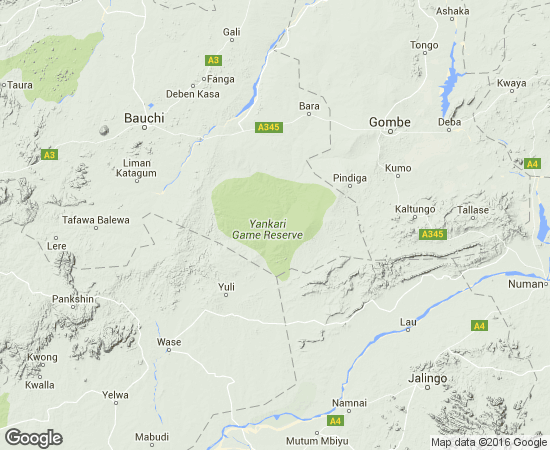 Ashaka
Gali
Tongo
A3
Fanga
Taura
Deben Kasa
Kwaya
Bara
Bauchi
A345
Gombe
Deba
A3
Liman
Katagum
A4
Kumo
Pindiga
Kaltungo
Tallase
Tafawa Balewa
Yankari
Game Reserve
A345
Lere
Numan
Yuli
Pankshin
Lau
A4
Wase
Kwong
Kwalla
Jalingo
Yelwa
Namnai
A4
Mabudi
Mutum Mbiyu
Google
Google
Map data ©2016 Google